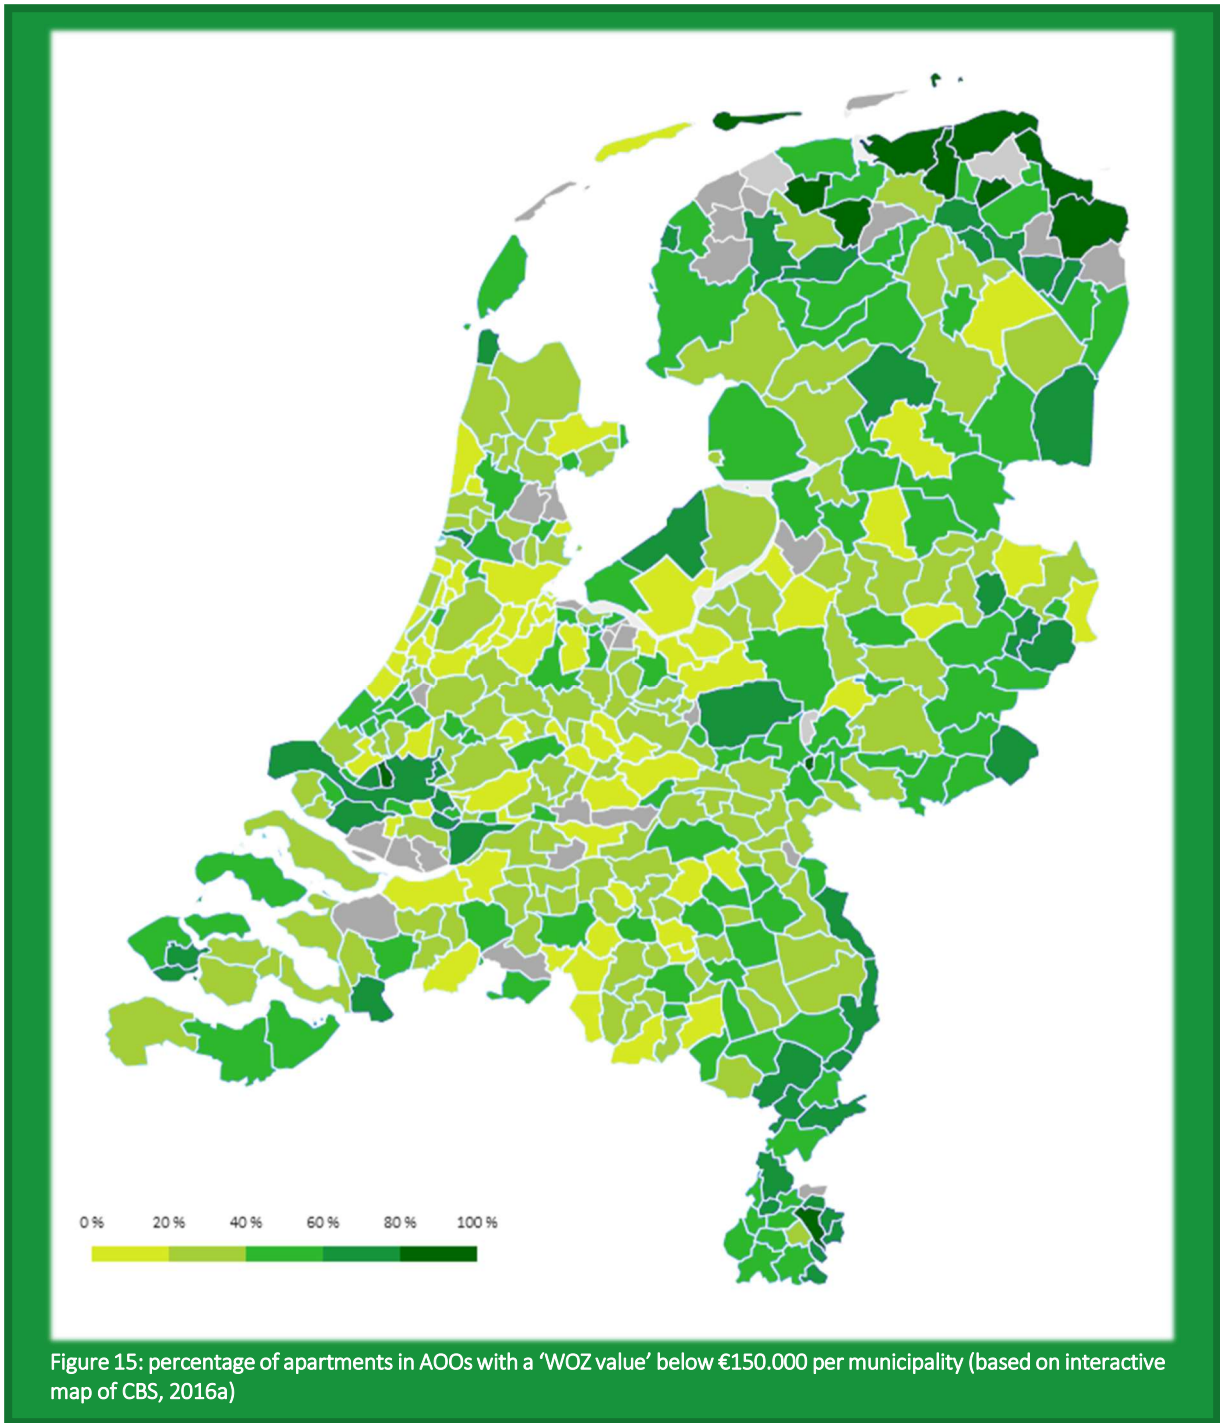 0 % 20 % 40 % 60 % 80 % 100 %
Figure 15: percentage of apartments in AOOs with a ‘WOZ value’ below €150.000 per municipality (based on interactive
map of CBS, 2016a)